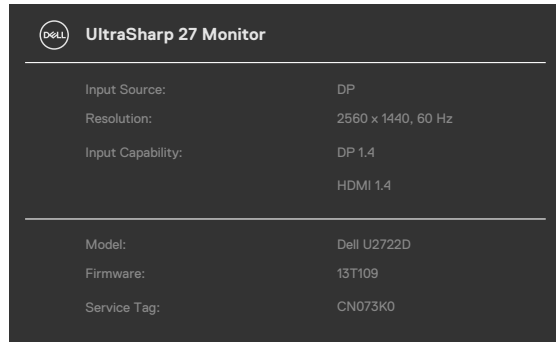 DELL UltraSharp 27 Monitor
Input Source: DP
Resolution: 2560 x 1440, 60 Hz
Input Capability: DP 1.4
HDMI 1.4
Model: Dell U2722D
Firmware: 13T109
Service Tag: CN073K0